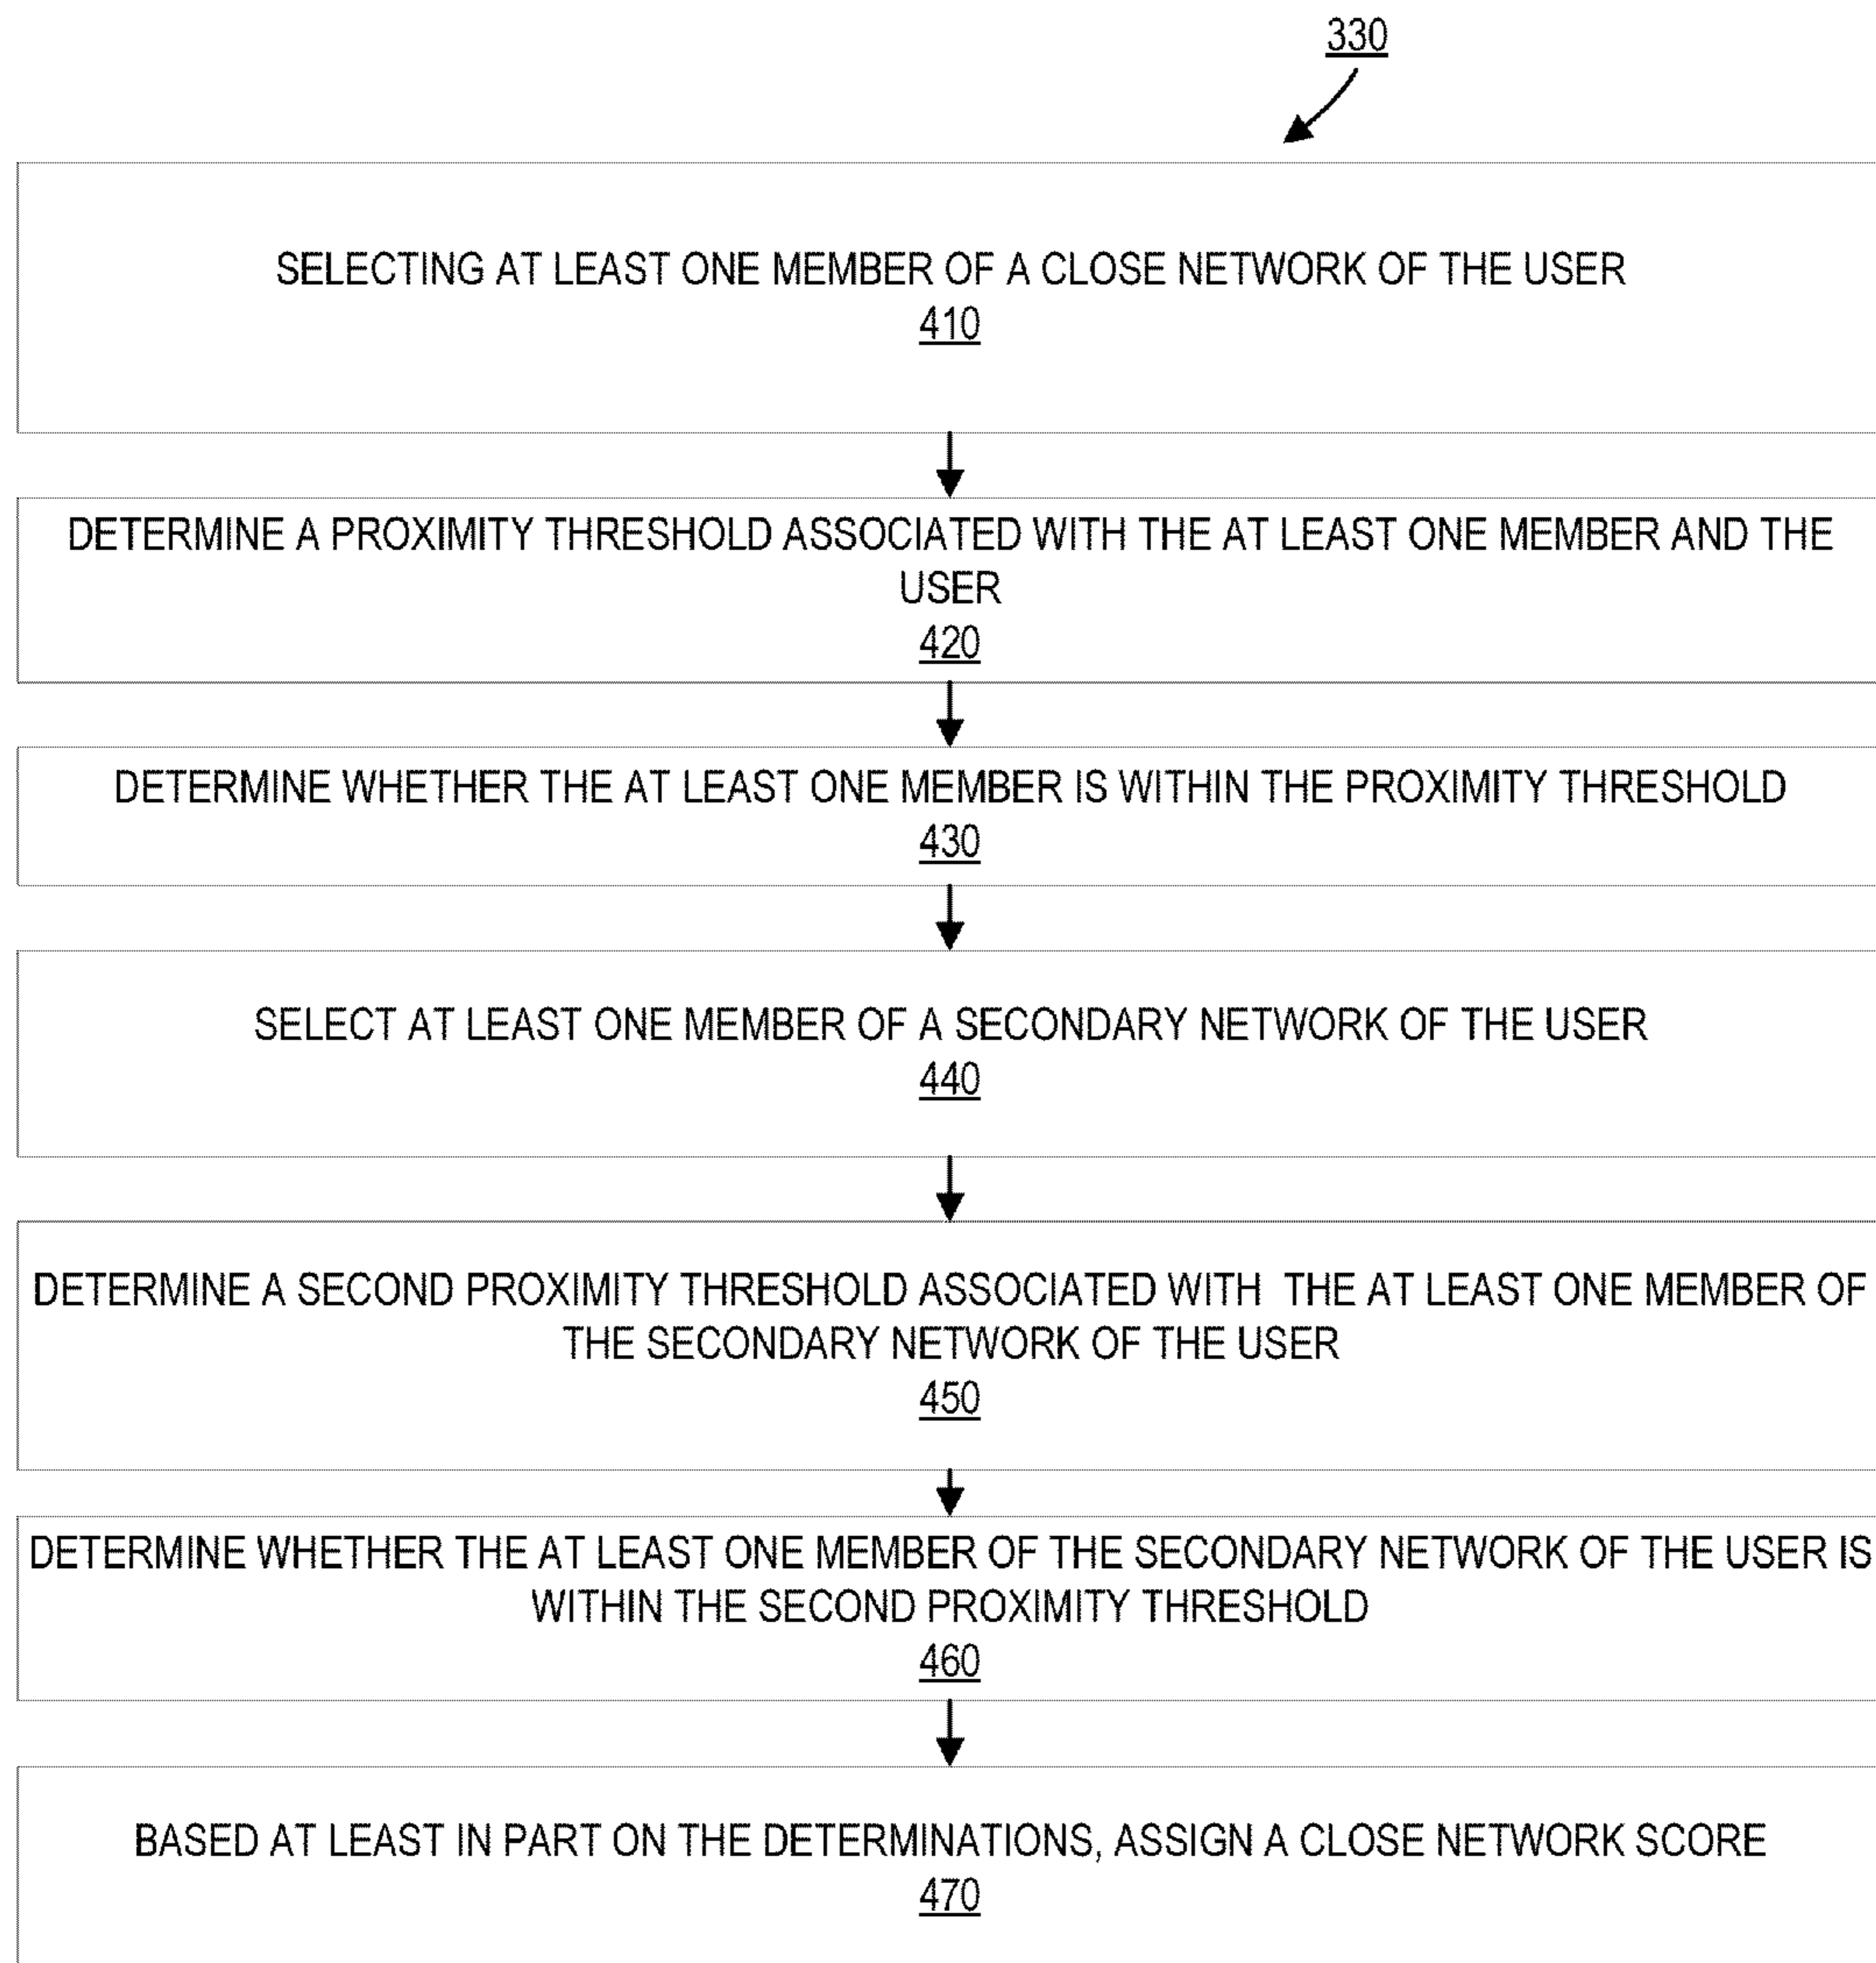 330
SELECTING AT LEAST ONE MEMBER OF A CLOSE NETWORK OF THE USER
410
DETERMINE A PROXIMITY THRESHOLD ASSOCIATED WITH THE AT LEAST ONE MEMBER AND THE
USER
420
DETERMINE WHETHER THE AT LEAST ONE MEMBER IS WITHIN THE PROXIMITY THRESHOLD
430
SELECT AT LEAST ONE MEMBER OF A SECONDARY NETWORK OF THE USER
440
DETERMINE A SECOND PROXIMITY THRESHOLD ASSOCIATED WITH THE AT LEAST ONE MEMBER OF
THE SECONDARY NETWORK OF THE USER
450
DETERMINE WHETHER THE AT LEAST ONE MEMBER OF THE SECONDARY NETWORK OF THE USER IS
WITHIN THE SECOND PROXIMITY THRESHOLD
460
BASED AT LEAST IN PART ON THE DETERMINATIONS, ASSIGN A CLOSE NETWORK SCORE
470